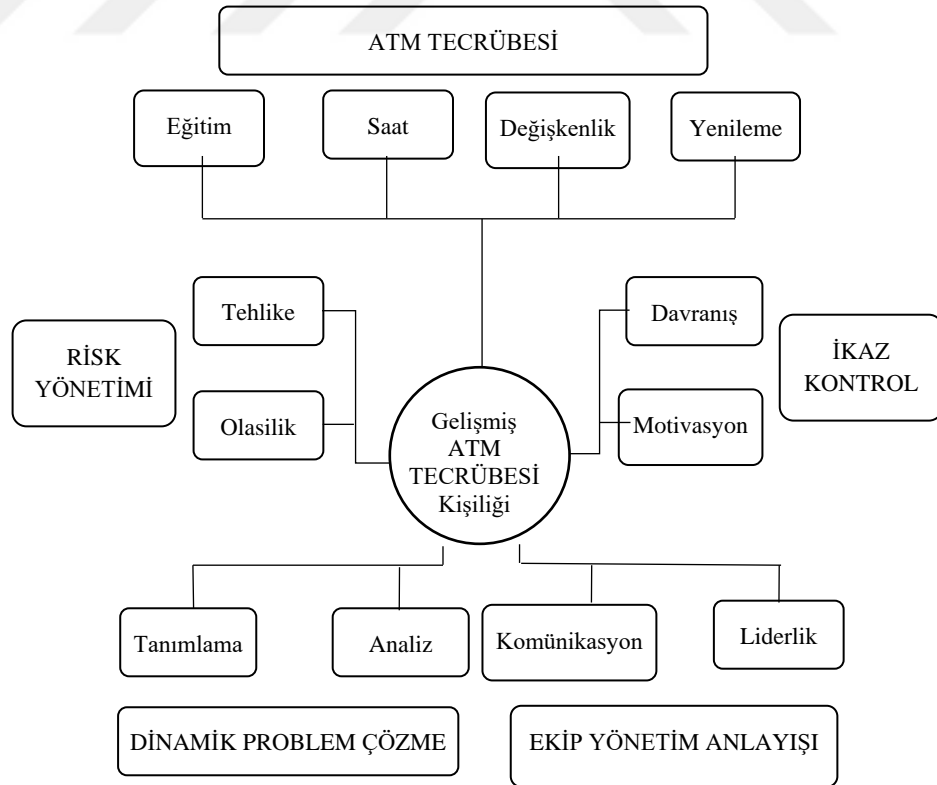 ATM TECRÜBESİ
Eğitim
Saat
Değişkenlik
Yenileme
Tehlike
Davranış
RİSK
YÖNETİMİ
İKAZ
KONTROL
Olasilik
Gelişmiş
ATM
TECRÜBESİ
Kişiliği
Motivasyon
Tanımlama
Analiz
Komünikasyon
Liderlik
DİNAMİK PROBLEM ÇÖZME
EKİP YÖNETİM ANLAYIŞI